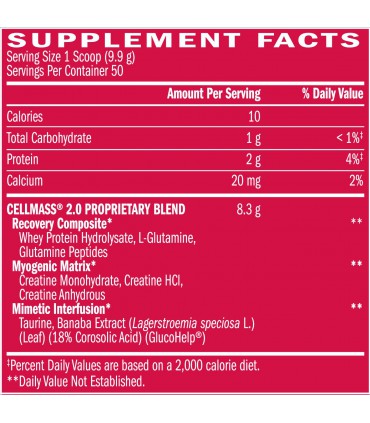 SUPPLEMENT FACTS
Serving Size 1 Scoop (9.9 g)
Servings Per Container 50
Amount Per Serving % Daily Value
Calories 10
Total Carbohydrate 1 g < 1%‡
Protein 2 g 4%‡
Calcium 20 mg 2%
CELLMASS® 2.0 PROPRIETARY BLEND 8.3 g
Recovery Composite* **
Whey Protein Hydrolysate, L-Glutamine,
Glutamine Peptides
Myogenic Matrix* **
Creatine Monohydrate, Creatine HCl,
Creatine Anhydrous
Mimetic Interfusion* **
Taurine, Banaba Extract (Lagerstroemia speciosa L.)
(Leaf) (18% Corosolic Acid) (GlucoHelp®)
‡Percent Daily Values are based on a 2,000 calorie diet.
**Daily Value Not Established.